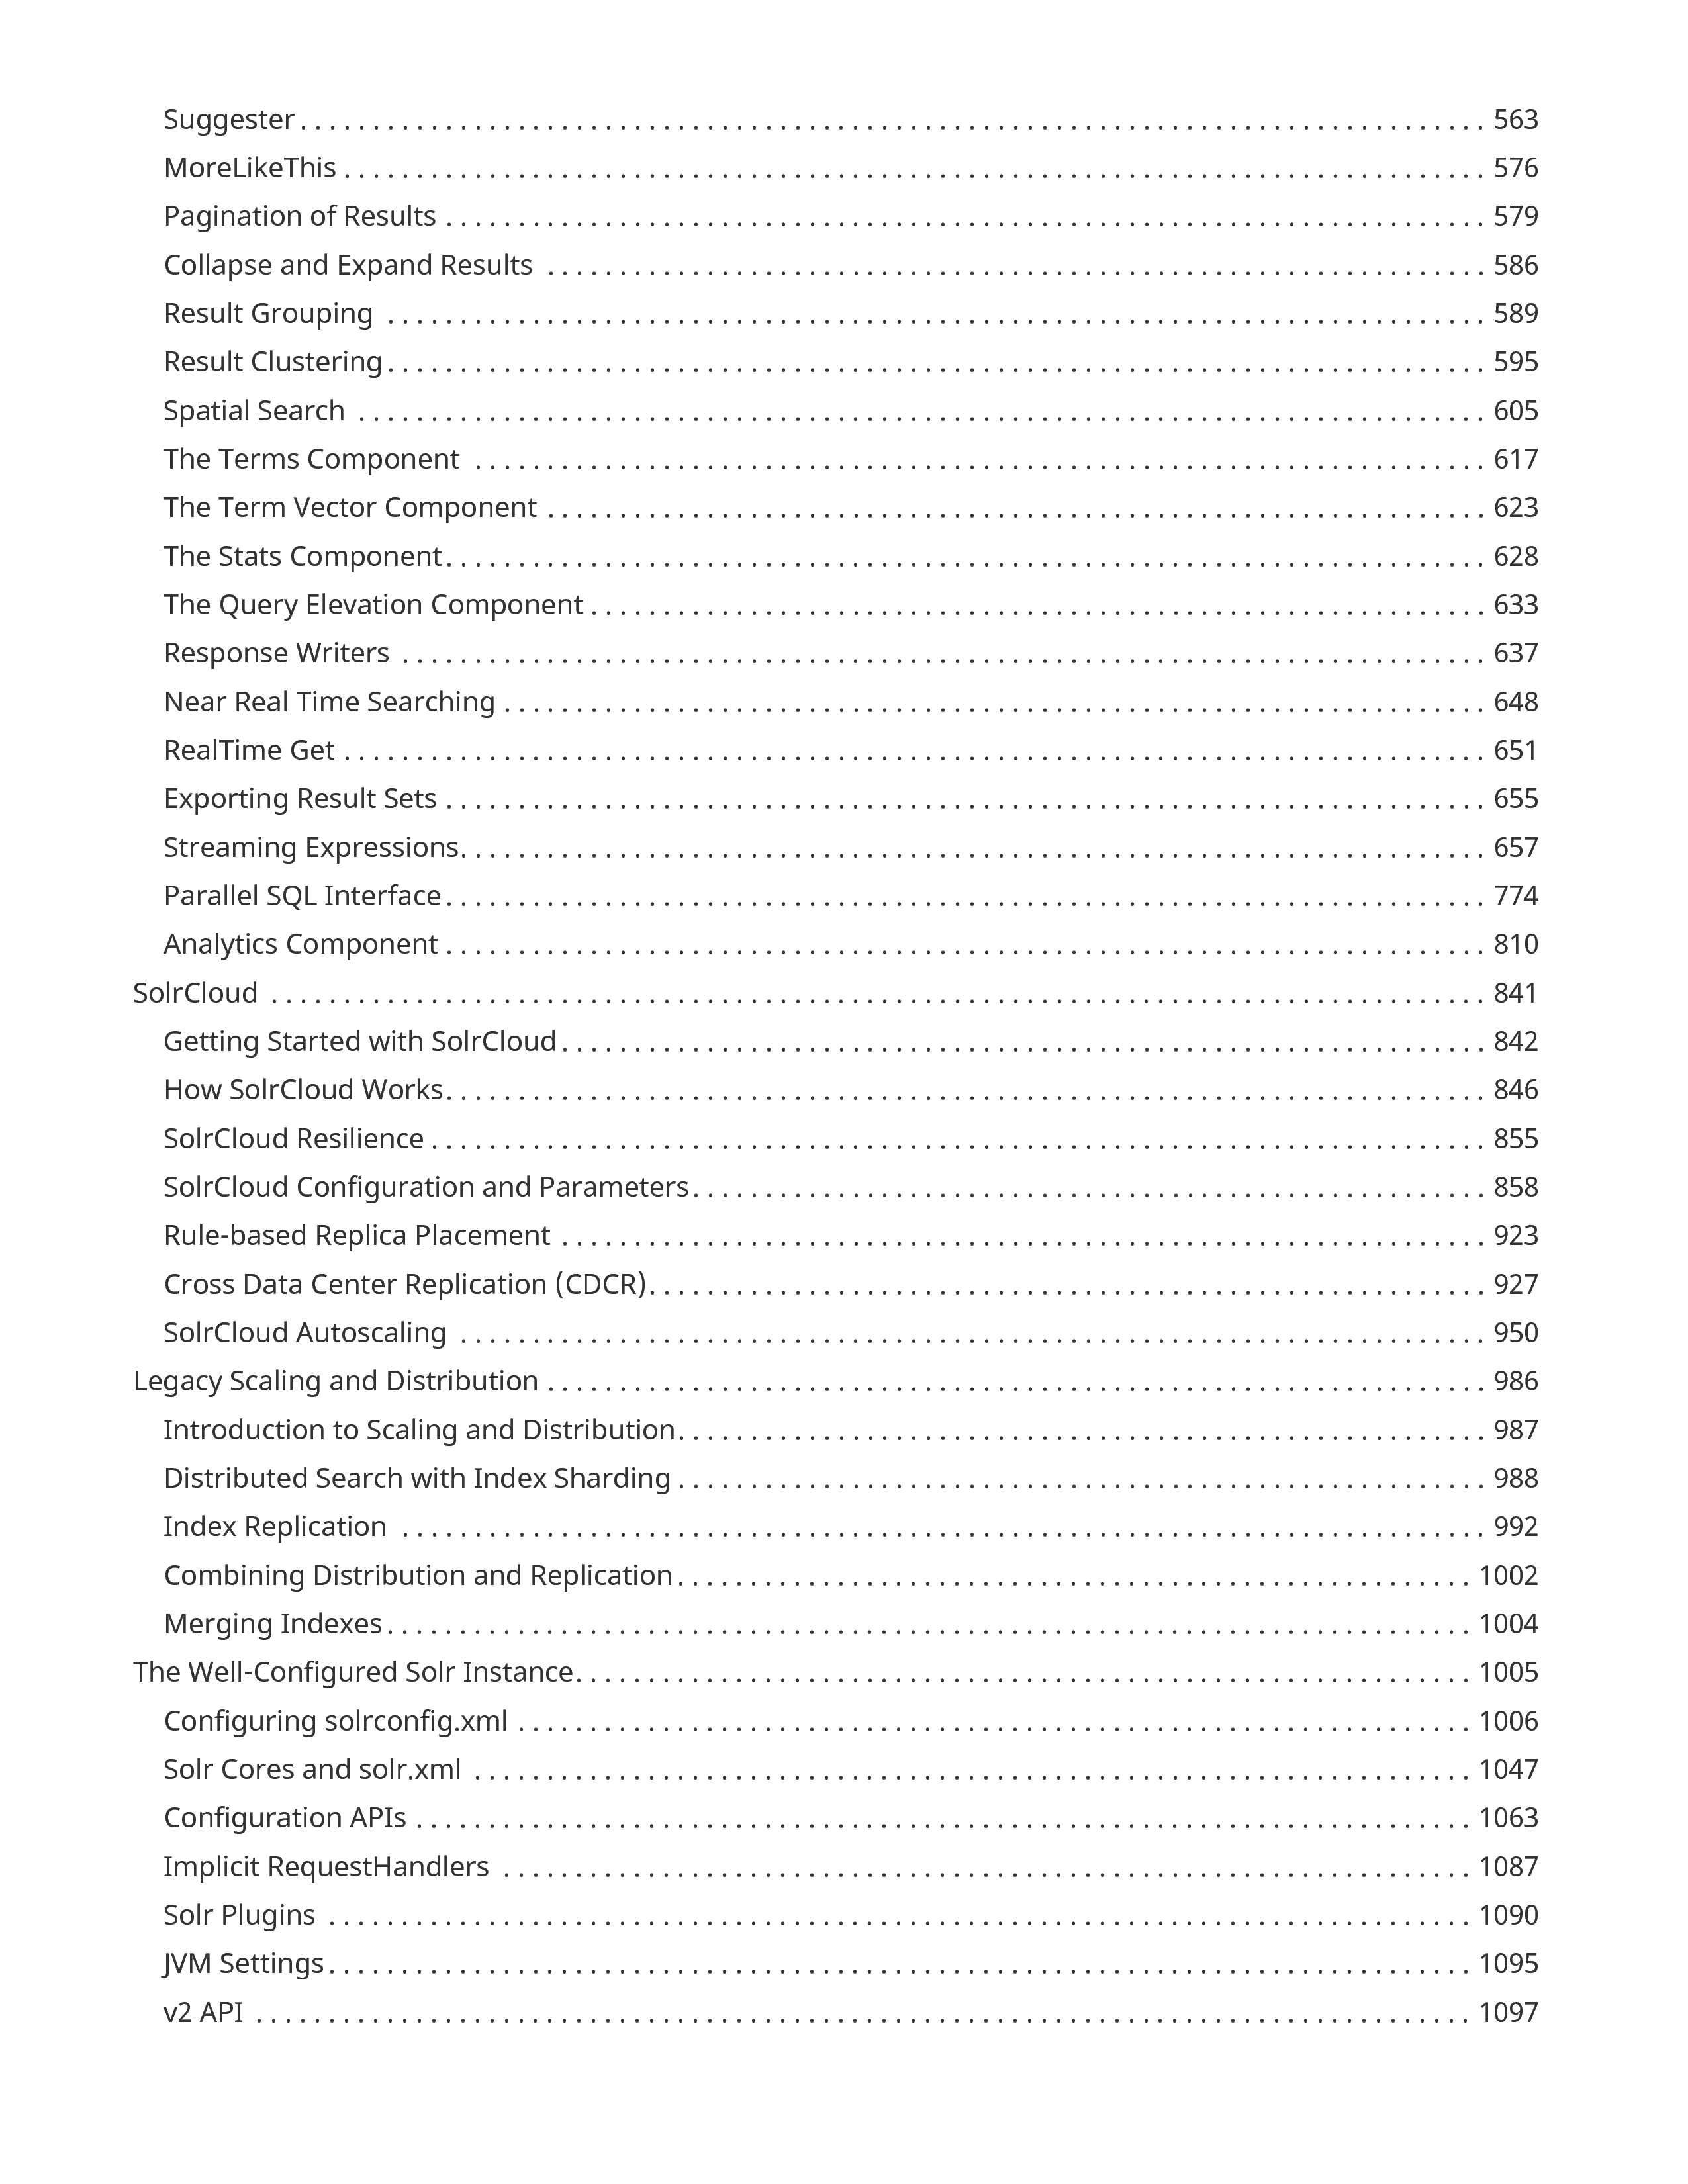 Suggester . . . . . . . . . . 563
MoreLikeThis . . . . . . . . . . 576
Pagination of Results . . . . . . . . . . 579
Collapse and Expand Results . . . . . . . . . . 586
Result Grouping . . . . . . . . . . 589
Result Clustering . . . . . . . . . . 595
Spatial Search . . . . . . . . . . 605
The Terms Component . . . . . . . . . . 617
The Term Vector Component . . . . . . . . . . 623
The Stats Component . . . . . . . . . . 628
The Query Elevation Component . . . . . . . . . . 633
Response Writers . . . . . . . . . . 637
Near Real Time Searching . . . . . . . . . . 648
RealTime Get . . . . . . . . . . 651
Exporting Result Sets . . . . . . . . . . 655
Streaming Expressions . . . . . . . . . . 657
Parallel SQL Interface . . . . . . . . . . 774
Analytics Component . . . . . . . . . . 810
SolrCloud . . . . . . . . . . 841
Getting Started with SolrCloud . . . . . . . . . . 842
How SolrCloud Works . . . . . . . . . . 846
SolrCloud Resilience . . . . . . . . . . 855
SolrCloud Configuration and Parameters . . . . . . . . . . 858
Rule-based Replica Placement . . . . . . . . . . 923
Cross Data Center Replication (CDCR) . . . . . . . . . . 927
SolrCloud Autoscaling . . . . . . . . . . 950
Legacy Scaling and Distribution . . . . . . . . . . 986
Introduction to Scaling and Distribution . . . . . . . . . . 987
Distributed Search with Index Sharding . . . . . . . . . . 988
Index Replication . . . . . . . . . . 992
Combining Distribution and Replication . . . . . . . . . . 1002
Merging Indexes . . . . . . . . . . 1004
The Well-Configured Solr Instance . . . . . . . . . . 1005
Configuring solrconfig.xml . . . . . . . . . . 1006
Solr Cores and solr.xml . . . . . . . . . . 1047
Configuration APIs . . . . . . . . . . 1063
Implicit RequestHandlers . . . . . . . . . . 1087
Solr Plugins . . . . . . . . . . 1090
JVM Settings . . . . . . . . . . 1095
v2 API . . . . . . . . . . 1097